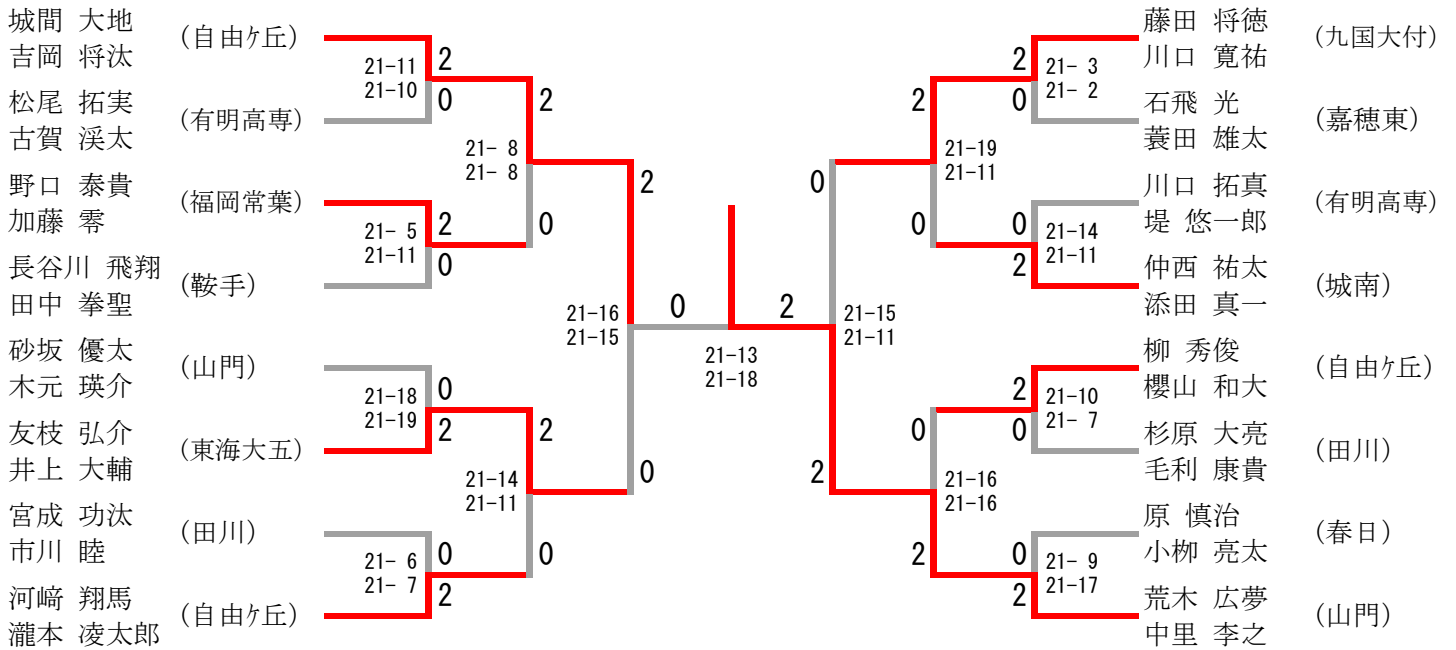 城間 大地
吉岡 将汰
(自由ケ丘)
松尾 拓実
古賀 渓太
(有明高専)
野口 泰貴
加藤 零
(福岡常葉)
長谷川 飛翔
田中 拳聖
(鞍手)
砂坂 優太
木元 瑛介
(山門)
友枝 弘介
井上 大輔
(東海大五)
宮成 功汰
市川 睦
(田川)
河﨑 翔馬
瀧本 凌太郎
(自由ケ丘)
21-11
21-10
2
0
21- 5
21-11
2
0
21-18
21-19
0
2
21- 6
21- 7
0
2
21- 8
21- 8
2
0
21-14
21-11
2
0
21-16
21-15
2
0
0
2
21-13
21-18
0
2
21-15
21-11
2
0
21-19
21-11
0
2
21-16
21-16
2
0
21- 3
21- 2
0
2
21-14
21-11
2
0
21-10
21- 7
0
2
21- 9
21-17
藤田 将徳
川口 寛祐
(九国大付)
石飛 光
蓑田 雄太
(嘉穂東)
川口 拓真
堤 悠一郎
(有明高専)
仲西 祐太
添田 真一
(城南)
柳 秀俊
櫻山 和大
(自由ケ丘)
杉原 大亮
毛利 康貴
(田川)
原 慎治
小栁 亮太
(春日)
荒木 広夢
中里 李之
(山門)